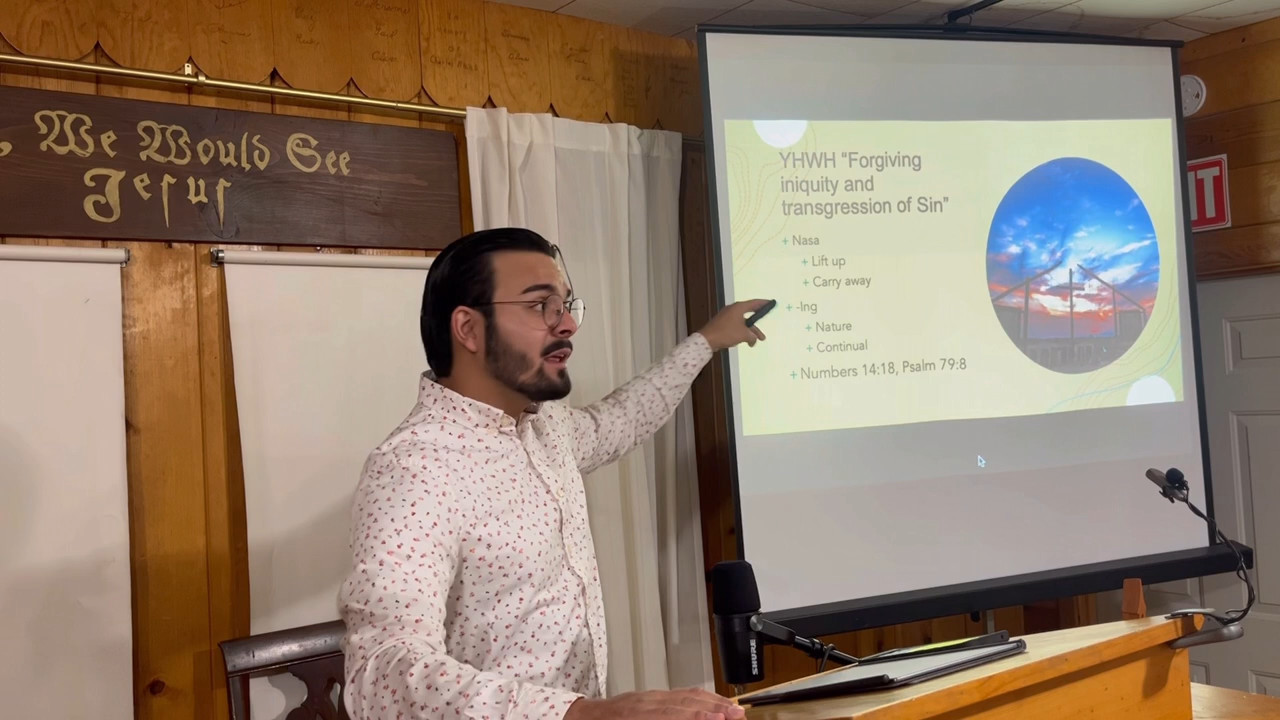 , We Would See
Jesus
YHWH "Forgiving
iniquity and
transgression of Sin"
+ Nasa
+ Lift up
+ Carry away
+ -Ing
+ Nature
+ Continual
+ Numbers 14:18, Psalm 79:8
IT
SHURE